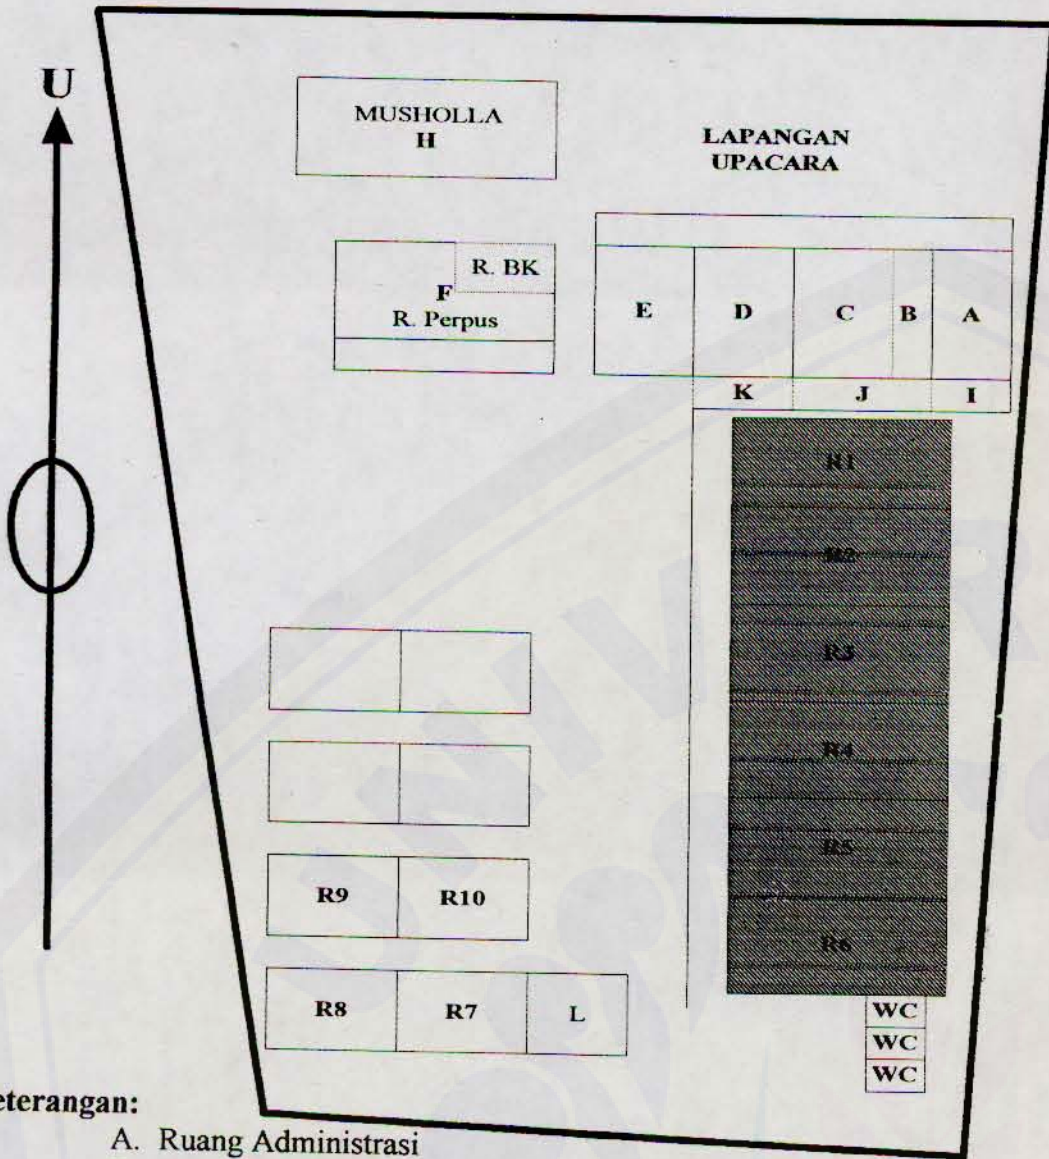 U
MUSHOLLA
H
LAPANGAN
UPACARA
R. BK
F
R. Perpus
E D C B A
K J I
R1
R2
R3
R4
R5
R9 R10
R6
R8 R7 L
WC
WC
WC
eterangan:
A. Ruang Administrasi